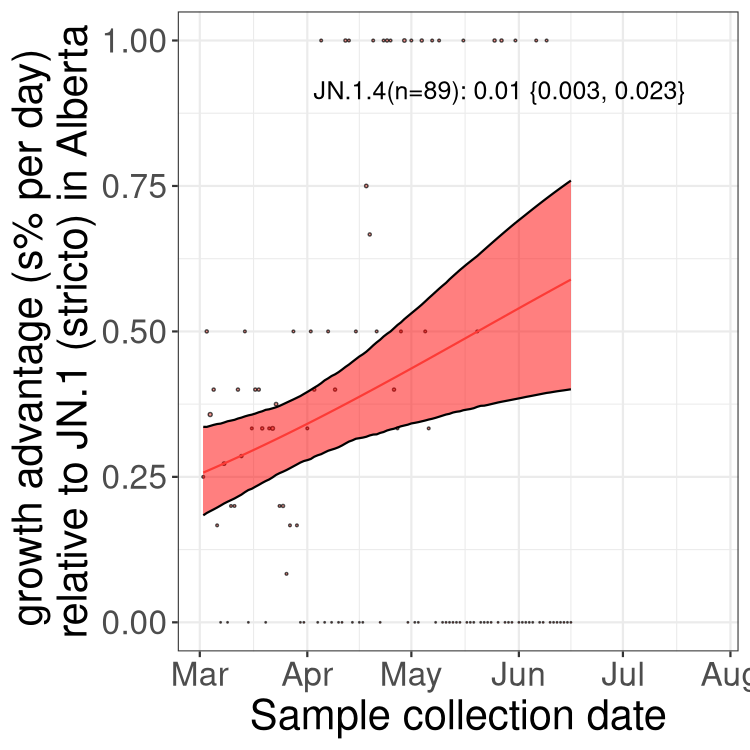 growth advantage (s% per day)
relative to JN.1 (stricto) in Alberta
1.00
0.75
0.50
0.25
0.00
JN.1.4(n=89): 0.01 {0.003, 0.023}
Mar Apr May Jun Jul Aug
Sample collection date